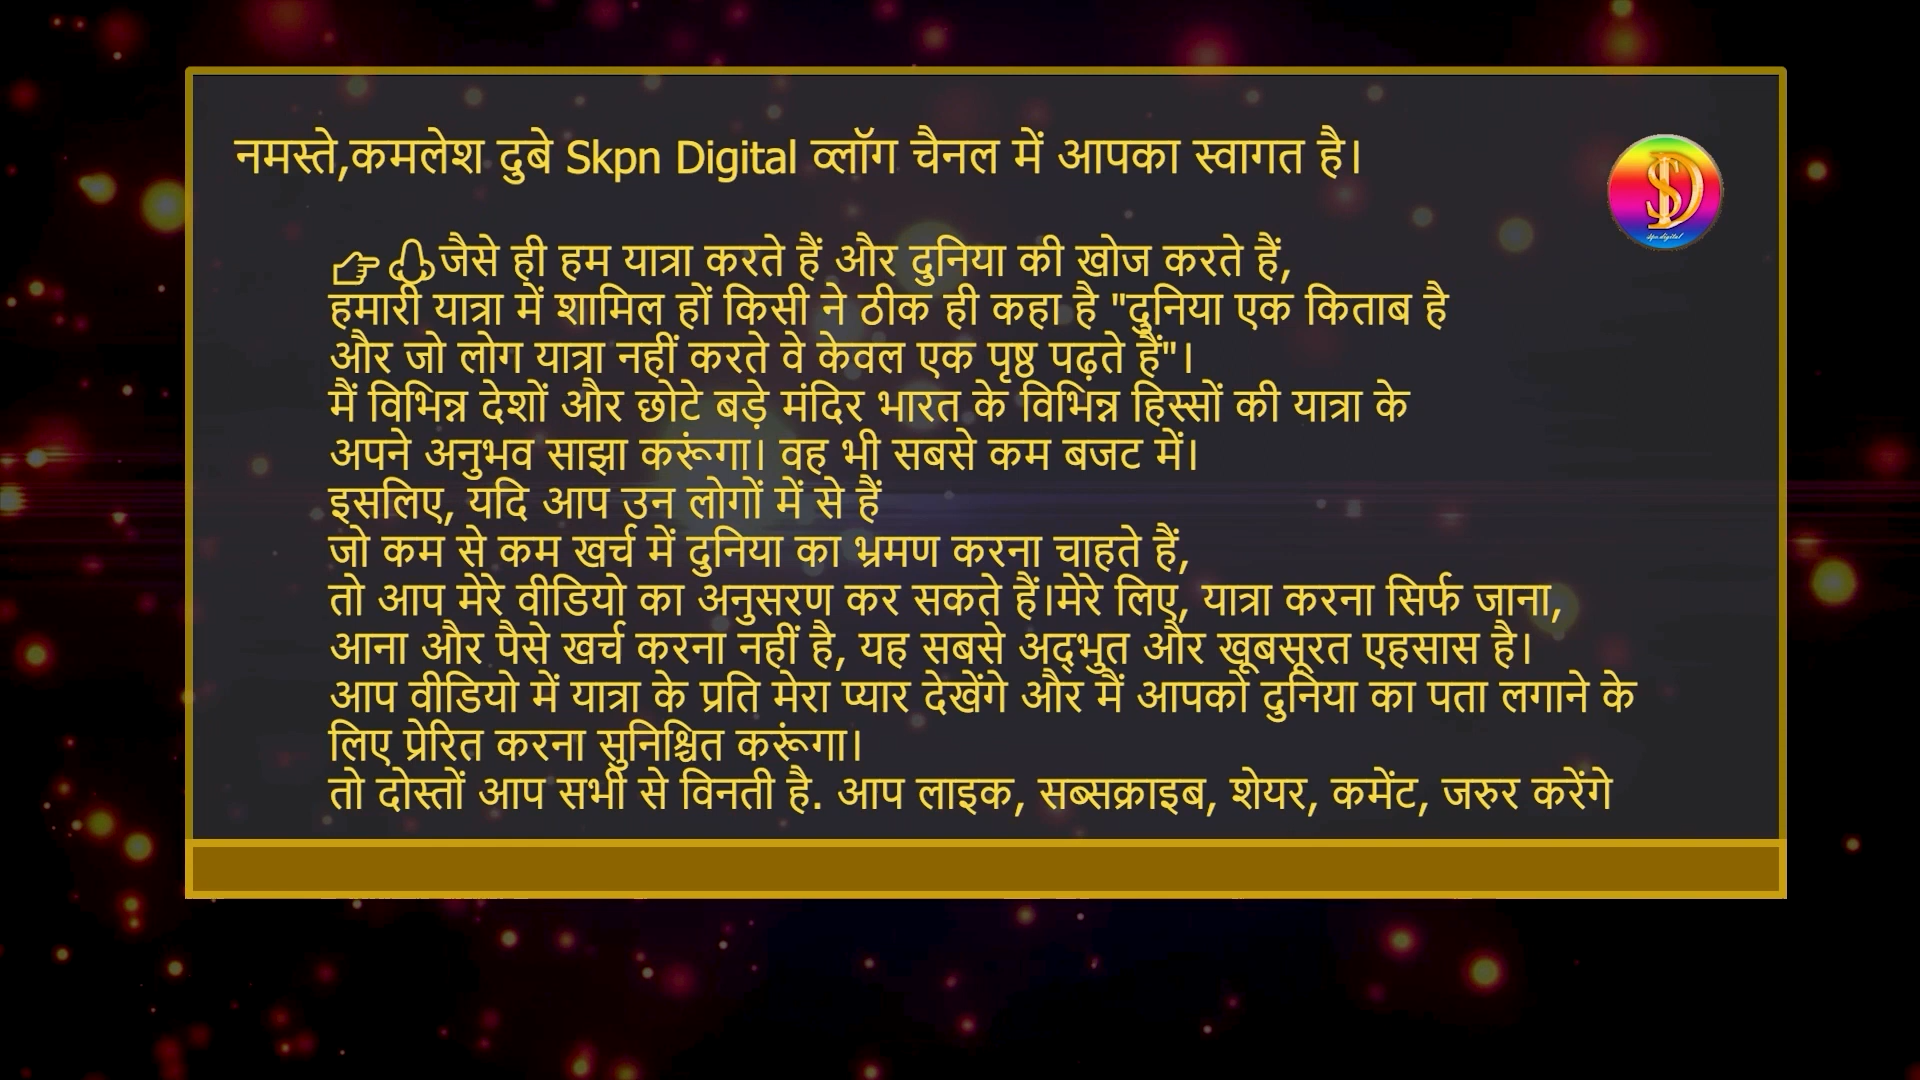 नमस्ते,कमलेश दुबे Skpn Digital व्लॉग चैनल में आपका स्वागत है।
👉जैसे ही हम यात्रा करते हैं और दुनिया की खोज करते हैं,
हमारी यात्रा में शामिल हों किसी ने ठीक ही कहा है "दुनिया एक किताब है
और जो लोग यात्रा नहीं करते वे केवल एक पृष्ठ पढ़ते हैं"।
मैं विभिन्न देशों और छोटे बड़े मंदिर भारत के विभिन्न हिस्सों की यात्रा के
अपने अनुभव साझा करूंगा। वह भी सबसे कम बजट में।
इसलिए, यदि आप उन लोगों में से हैं
जो कम से कम खर्च में दुनिया का भ्रमण करना चाहते हैं,
तो आप मेरे वीडियो का अनुसरण कर सकते हैं।मेरे लिए, यात्रा करना सिर्फ जाना,
आना और पैसे खर्च करना नहीं है, यह सबसे अद्भुत और खूबसूरत एहसास है।
आप वीडियो में यात्रा के प्रति मेरा प्यार देखेंगे और मैं आपको दुनिया का पता लगाने के
लिए प्रेरित करना सुनिश्चित करूंगा।
तो दोस्तों आप सभी से विनती है. आप लाइक, सब्सक्राइब, शेयर, कमेंट, जरुर करेंगे
SD
skpn digital